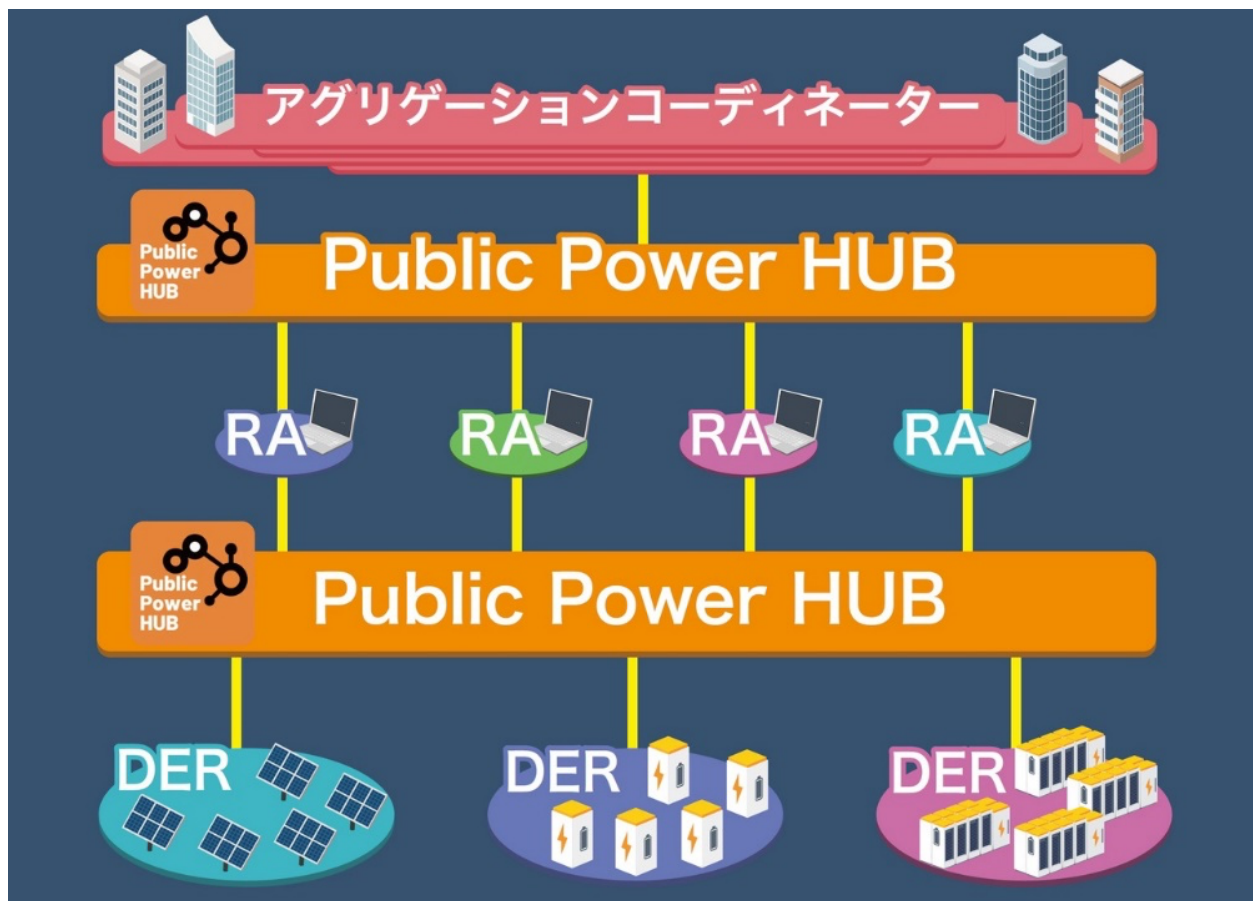 アグリゲーションコーディネーター
Public
Power
HUB
Public Power HUB
RA
RA
RA
RA
Public
Power
HUB
Public Power HUB
DER
DER
DER